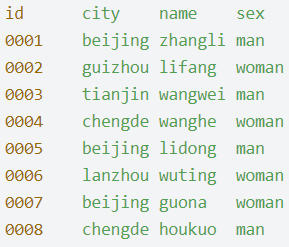 id city name sex
0001 beijing zhangli man
0002 guizhou lifang woman
0003 tianjin wangwei man
0004 chengde wanghe woman
0005 beijing lidong man
0006 lanzhou wuting woman
0007 beijing guona woman
0008 chengde houkuo man